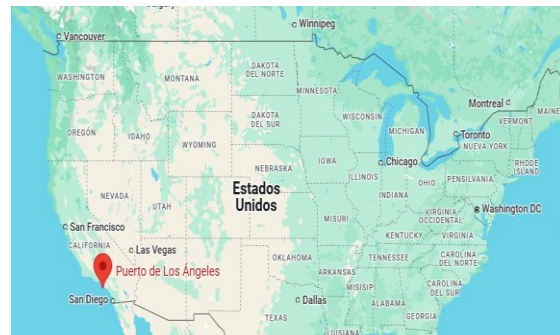 Winnipeg
Vancouver
WASHINGTON
MONTANA
DAKOTA
DEL NORTE
MINNESOTA
Montreal
MAINE
OREGÓN
IDAHO
WYOMING
DAKOTA
DEL SUR
WISCONSIN
MICHIGAN
Toronto
VERMONT
NUEVA YORK
NEBRASKA
IOWA
Chicago
RHODE
ISLAND
NEVADA
UTAH
Estados
Unidos
ILLINOIS
INDIANA
OHIO
PENSILVANIA
San Francisco
CALIFORNIA
Las Vegas
MISURI
VIRGINIA
OCCIDENTAL
Washington DC
KENTUCKY
VIRGINIA
Puerto de Los Ángeles
OKLAHOMA
ARKANSAS
TENNESSEE
CAROLINA
DEL NORTE
San Diego
Dallas
MISISIPI
ALABAMA
CAROLINA
DEL SUR
TEXAS
GEORGIA
LUISIANA